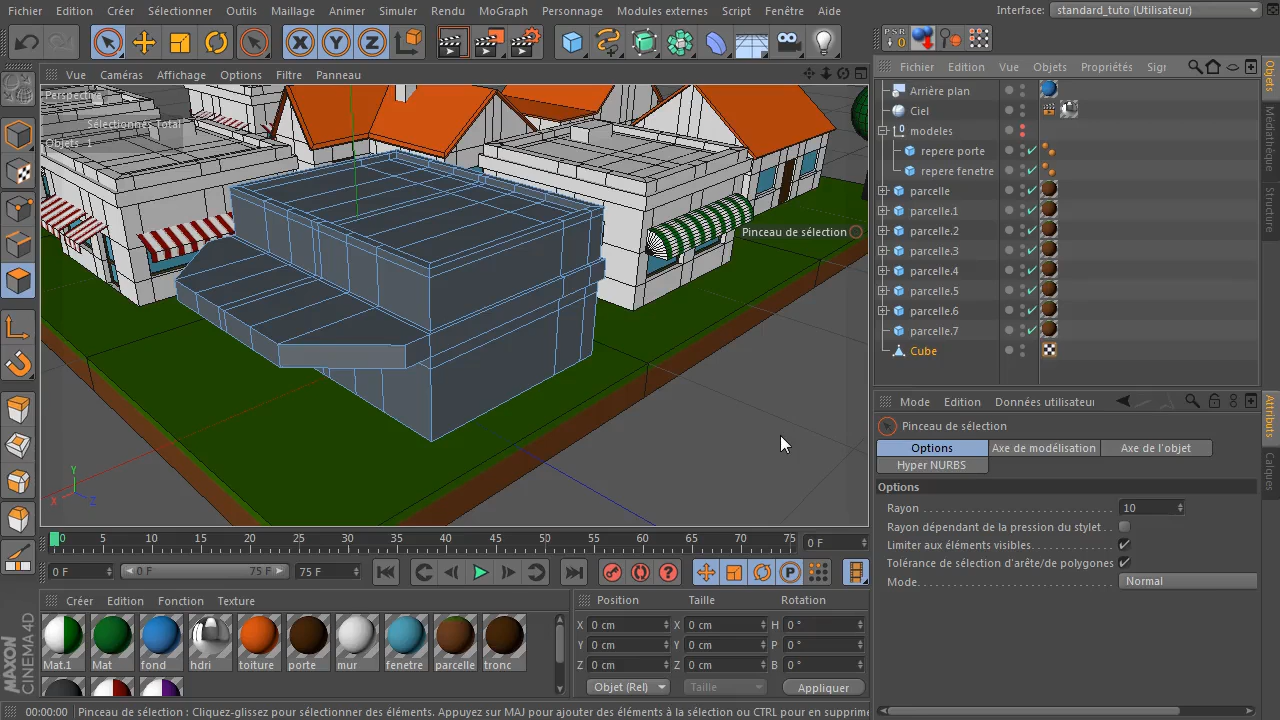 Fichier Edition Créer Sélectionner Outils Maillage Animer Simuler Rendu MoGraph Personnage Modules externes Script Fenêtre Aide Interface: standard_tuto (Utilisateur)
X Y Z
PSR
0
Vue Caméras Affichage Options Filtre Panneau
Perspective
Sélectionnés Total
Objets 1
Pinceau de sélection
Y
X
Z
Fichier Edition Vue Objets Propriétés
Arrière plan
Ciel
modeles
repere porte
repere fenetre
parcelle
parcelle.1
parcelle.2
parcelle.3
parcelle.4
parcelle.5
parcelle.6
parcelle.7
Cube
Objets
Médiathèque
Structure
Mode Edition Données utilisateur
Pinceau de sélection
Options Axe de modélisation Axe de l'objet
Hyper NURBS
Options
Rayon 10
Rayon dépendant de la pression du stylet
Limiter aux éléments visibles
Tolérance de sélection d'arête/de polygones
Mode Normal
Attributs
Calques
0 5 10 15 20 25 30 35 40 45 50 55 60 65 70 75 0 F
0 F 0 F 75 F 75 F
P
Créer Edition Fonction Texture
Mat.1 Mat fond hdri toiture porte mur fenetre parcelle tronc
Position Taille Rotation
X 0 cm X 0 cm H 0 °
Y 0 cm Y 0 cm P 0 °
Z 0 cm Z 0 cm B 0 °
Objet (Rel) Taille Appliquer
MAXON
CINEMA 4D
00:00:00 Pinceau de sélection : Cliquez-glissez pour sélectionner des éléments. Appuyez sur MAJ pour ajouter des éléments à la sélection ou CTRL pour en supprime